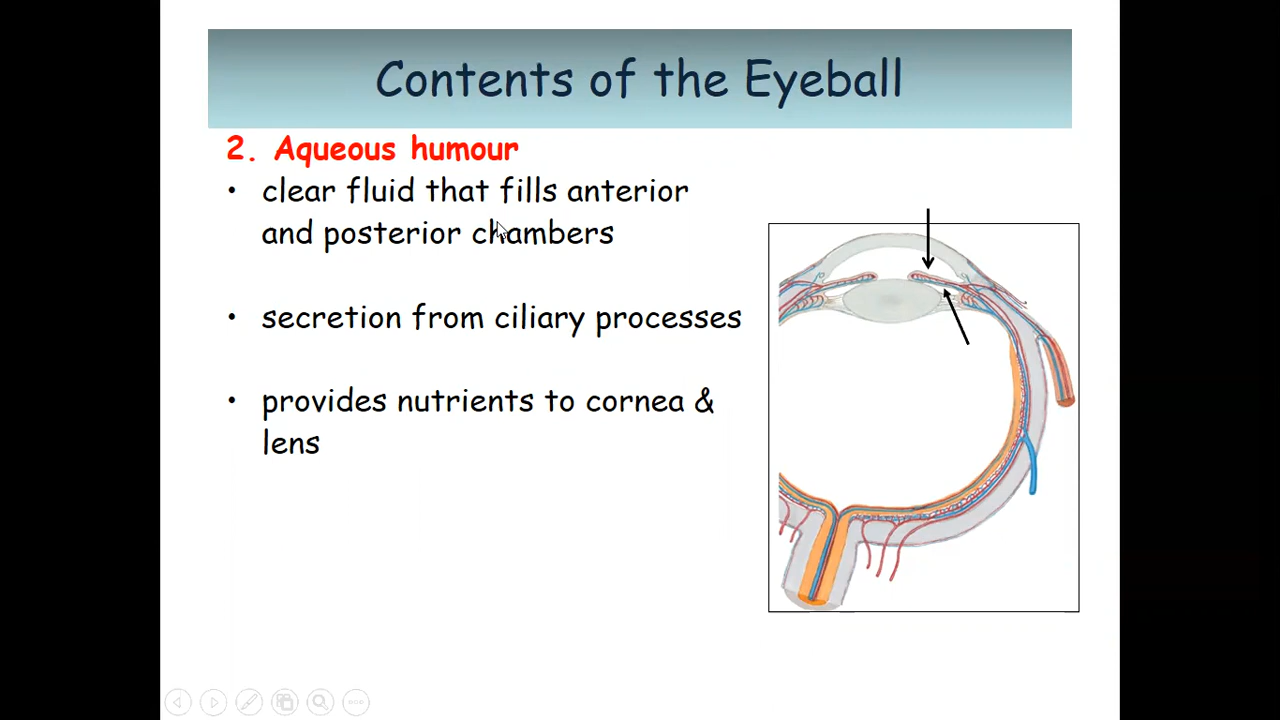 Contents of the Eyeball
2. Aqueous humour
• clear fluid that fills anterior
and posterior chambers
• secretion from ciliary processes
• provides nutrients to cornea &
lens